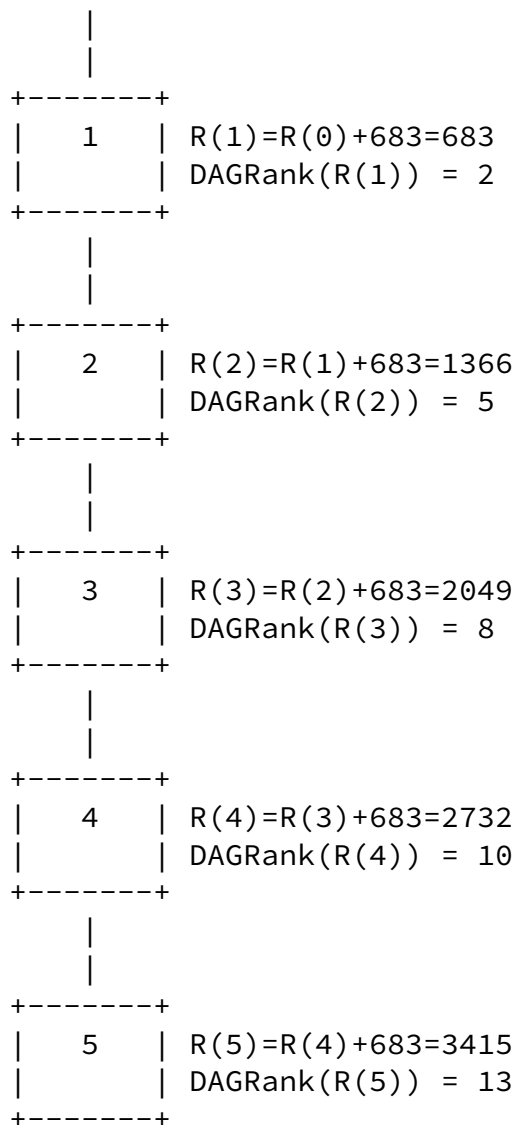 |
|
+-------+
|   1   | R(1)=R(0)+683=683
|       | DAGRank(R(1)) = 2
+-------+
|
|
+-------+
|   2   | R(2)=R(1)+683=1366
|       | DAGRank(R(2)) = 5
+-------+
|
|
+-------+
|   3   | R(3)=R(2)+683=2049
|       | DAGRank(R(3)) = 8
+-------+
|
|
+-------+
|   4   | R(4)=R(3)+683=2732
|       | DAGRank(R(4)) = 10
+-------+
|
|
+-------+
|   5   | R(5)=R(4)+683=3415
|       | DAGRank(R(5)) = 13
+-------+